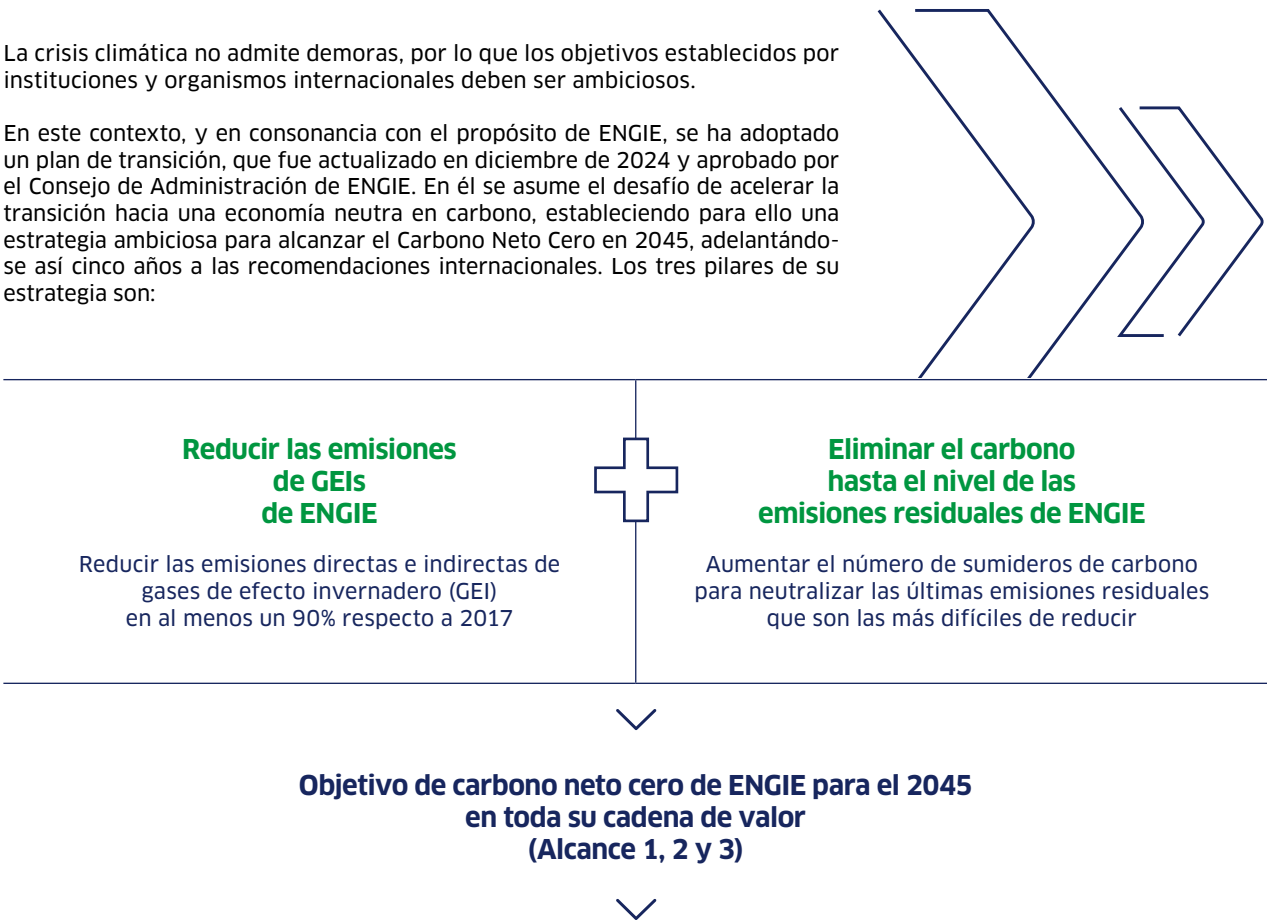 La crisis climática no admite demoras, por lo que los objetivos establecidos por
instituciones y organismos internacionales deben ser ambiciosos.
En este contexto, y en consonancia con el propósito de ENGIE, se ha adoptado
un plan de transición, que fue actualizado en diciembre de 2024 y aprobado por
el Consejo de Administración de ENGIE. En él se asume el desafío de acelerar la
transición hacia una economía neutra en carbono, estableciendo para ello una
estrategia ambiciosa para alcanzar el Carbono Neto Cero en 2045, adelantándo-
se así cinco años a las recomendaciones internacionales. Los tres pilares de su
estrategia son:
Reducir las emisiones
de GEIs
de ENGIE
Reducir las emisiones directas e indirectas de
gases de efecto invernadero (GEI)
en al menos un 90% respecto a 2017
Eliminar el carbono
hasta el nivel de las
emisiones residuales de ENGIE
Aumentar el número de sumideros de carbono
para neutralizar las últimas emisiones residuales
que son las más difíciles de reducir
Objetivo de carbono neto cero de ENGIE para el 2045
en toda su cadena de valor
(Alcance 1, 2 y 3)